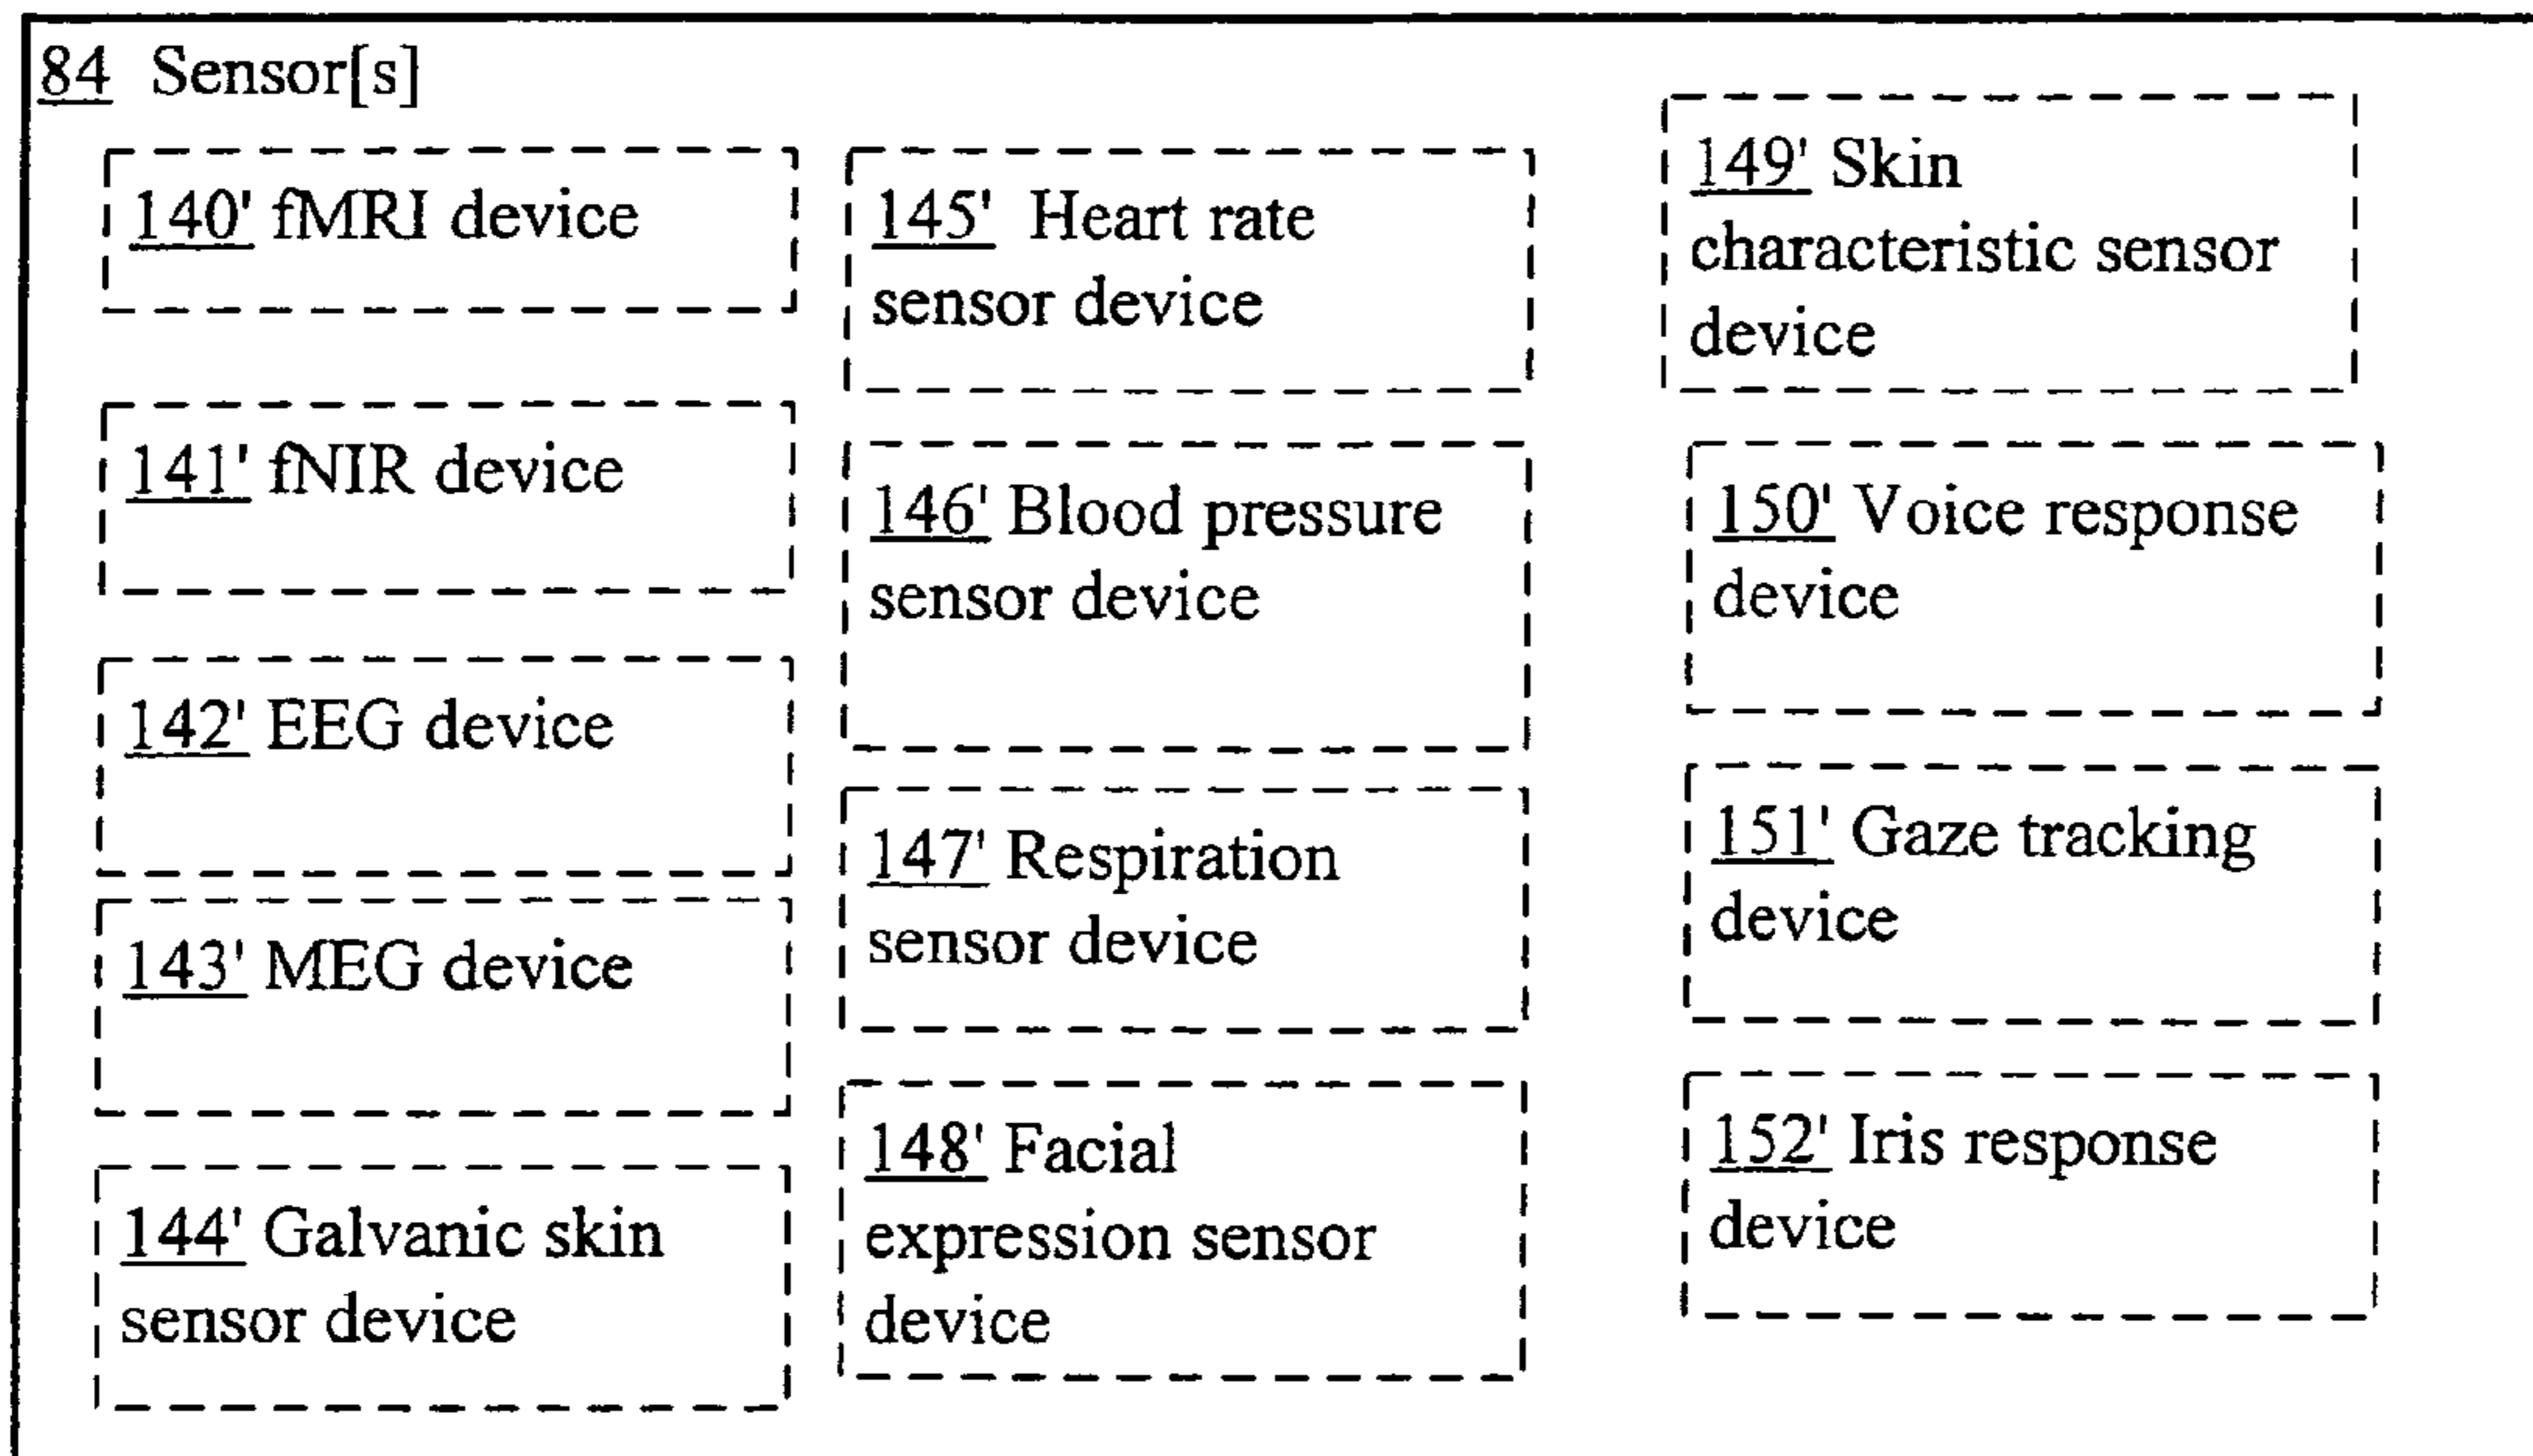 84 Sensor[s]
140' fMRI device
141' fNIR device
142' EEG device
143' MEG device
144' Galvanic skin
sensor device
145' Heart rate
sensor device
146' Blood pressure
sensor device
147' Respiration
sensor device
148' Facial
expression sensor
device
149' Skin
characteristic sensor
device
150' Voice response
device
151' Gaze tracking
device
152' Iris response
device